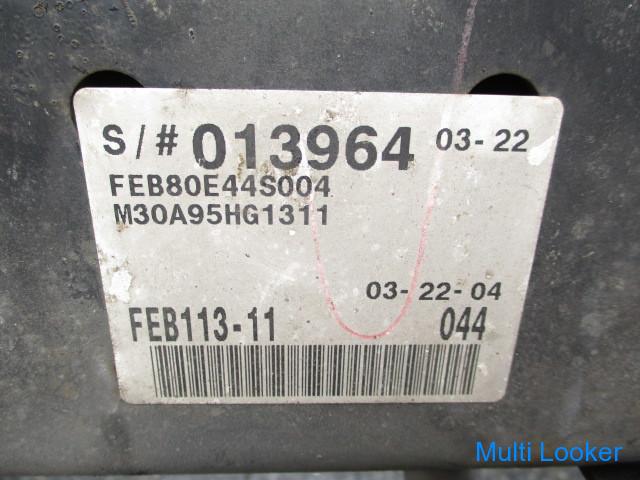 S/# 013964 03-22
FEB80E44S004
M30A95HG1311
03-22-04
FEB113-11 044
Multi Looker